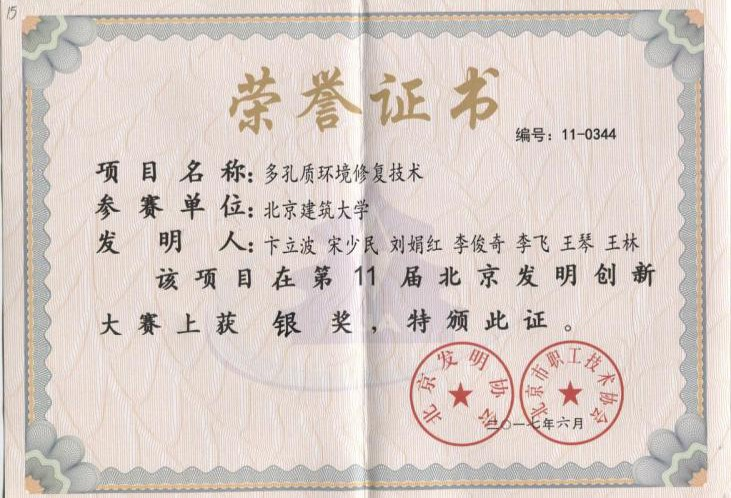 15
荣誉证书
编号：11-0344
项目名称：多孔质环境修复技术
参赛单位：北京建筑大学
发明人：卞立波 宋少民 刘娟红 李俊奇 李飞 王琴 王林
该项目在第11届北京发明创新
大赛上获 银 奖，特颁此证。
北京发明协会
北京市职工技术协会
二〇一七年六月